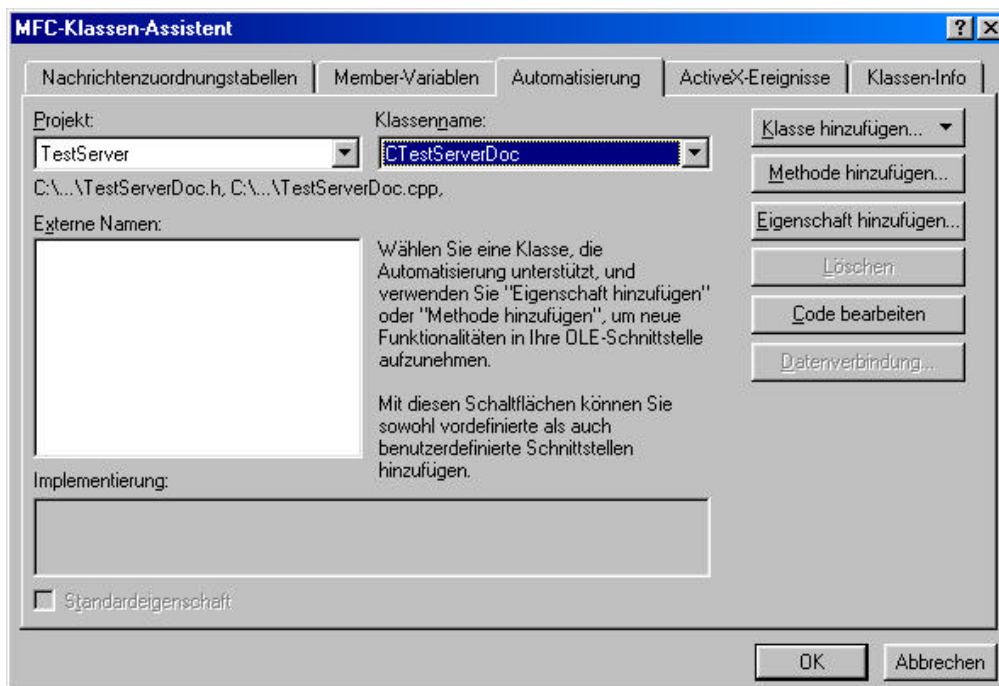 MFC-Klassen-Assistent
Nachrichtenzuordnungstabellen
Member-Variablen
Automatisierung
ActiveX-Ereignisse
Klassen-Info
Projekt:
Klassenname:
TestServer
CTestServerDoc
C:\...\TestServerDoc.h, C:\...\TestServerDoc.cpp,
Externe Namen:
Wählen Sie eine Klasse, die
Automatisierung unterstützt, und
verwenden Sie "Eigenschaft hinzufügen"
oder "Methode hinzufügen", um neue
Funktionalitäten in Ihre OLE-Schnittstelle
aufzunehmen.
Mit diesen Schaltflächen können Sie
sowohl vordefinierte als auch
benutzerdefinierte Schnittstellen
hinzufügen.
Klasse hinzufügen...
Methode hinzufügen...
Eigenschaft hinzufügen...
Löschen
Code bearbeiten
Datenverbindung...
Implementierung:
Standardeigenschaft
OK
Abbrechen